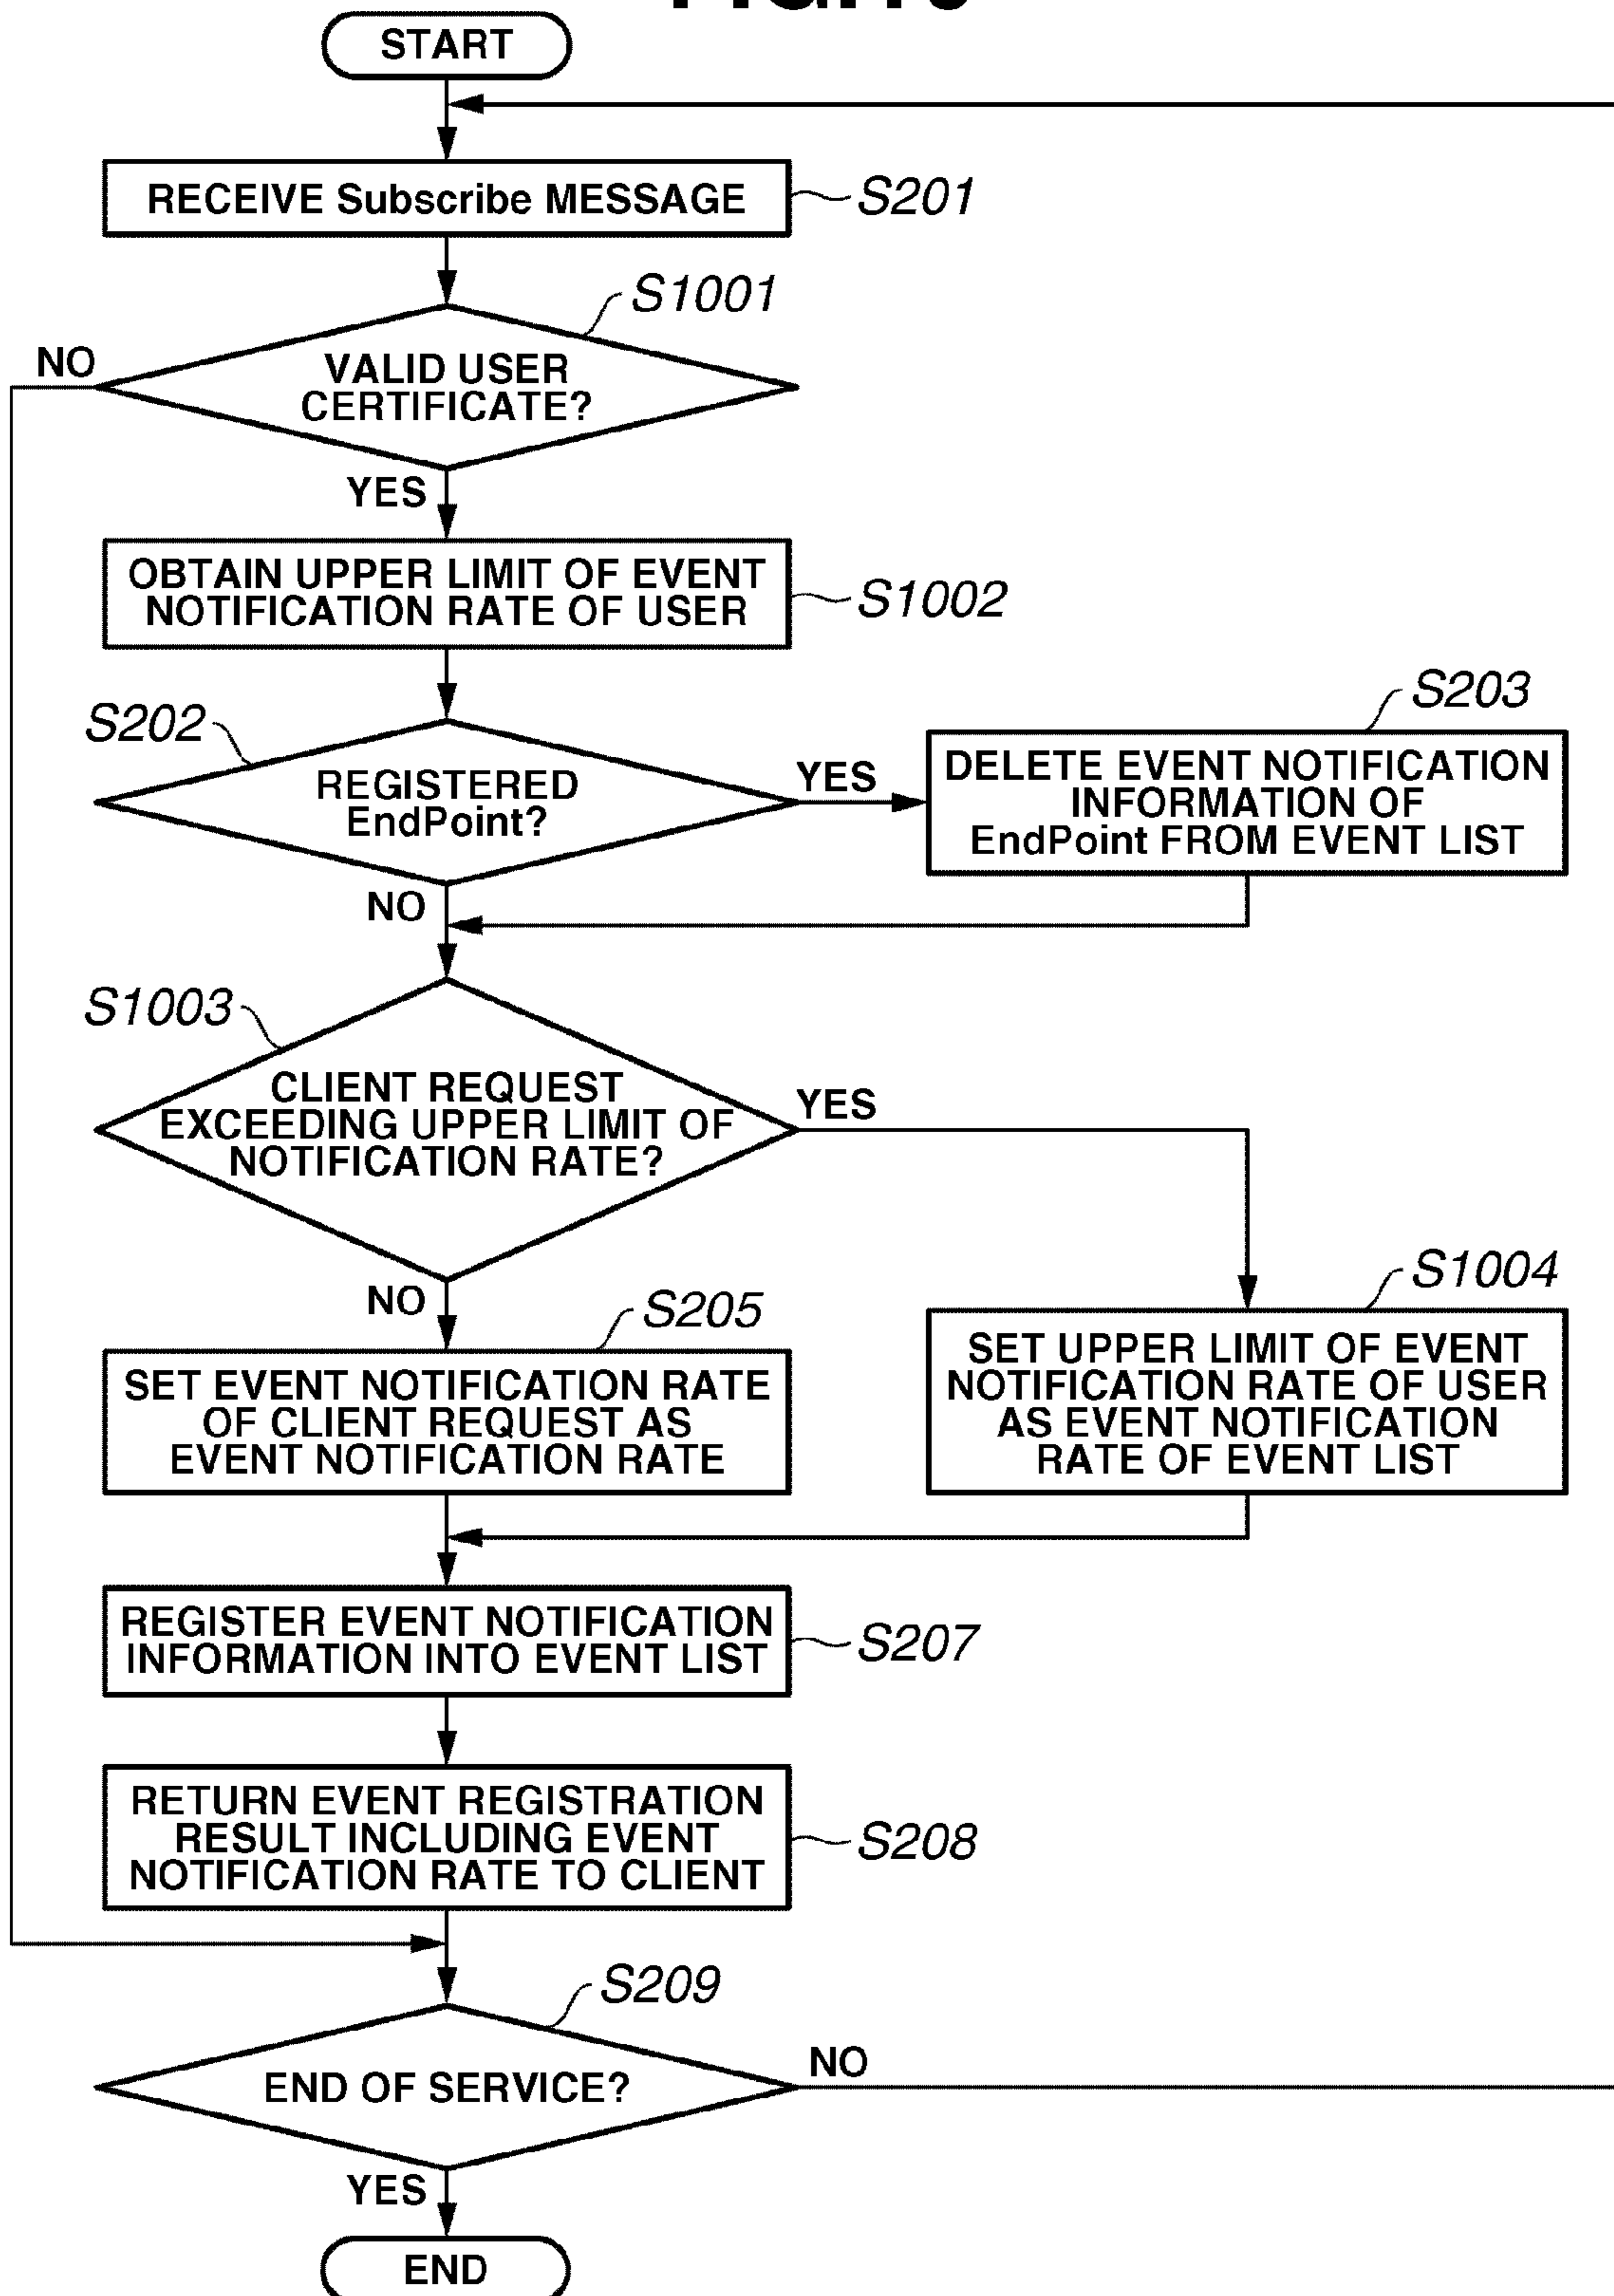 START
RECEIVE Subscribe MESSAGE
S201
S1001
NO
VALID USER
CERTIFICATE?
YES
OBTAIN UPPER LIMIT OF EVENT
NOTIFICATION RATE OF USER
S1002
S202
REGISTERED
EndPoint?
YES
S203
DELETE EVENT NOTIFICATION
INFORMATION OF
EndPoint FROM EVENT LIST
NO
S1003
CLIENT REQUEST
EXCEEDING UPPER LIMIT OF
NOTIFICATION RATE?
YES
NO
S205
SET EVENT NOTIFICATION RATE
OF CLIENT REQUEST AS
EVENT NOTIFICATION RATE
S1004
SET UPPER LIMIT OF EVENT
NOTIFICATION RATE OF USER
AS EVENT NOTIFICATION
RATE OF EVENT LIST
REGISTER EVENT NOTIFICATION
INFORMATION INTO EVENT LIST
S207
RETURN EVENT REGISTRATION
RESULT INCLUDING EVENT
NOTIFICATION RATE TO CLIENT
S208
S209
END OF SERVICE?
NO
YES
END